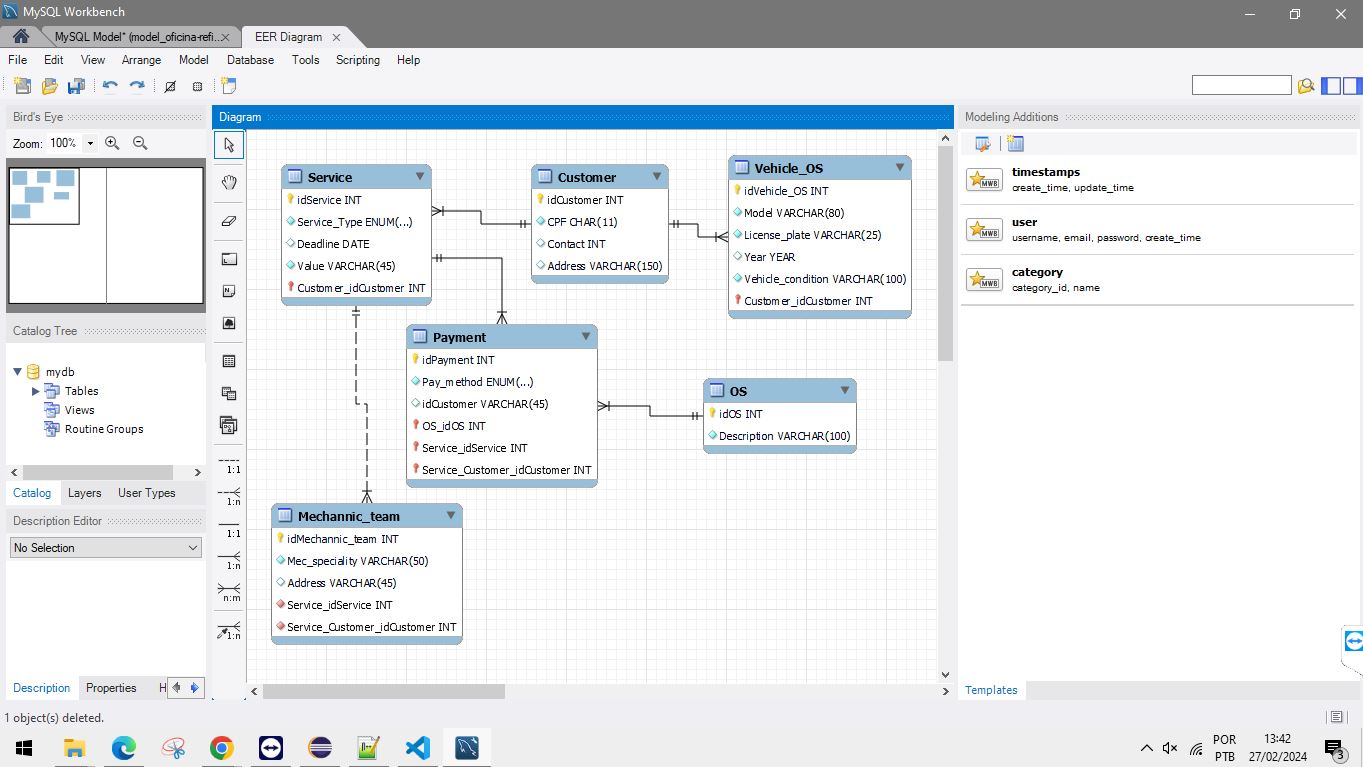 MySQL Workbench
MySQL Model* (model_oficina-refi...
EER Diagram
File Edit View Arrange Model Database Tools Scripting Help
Bird's Eye
Zoom: 100%
Catalog Tree
mydb
Tables
Views
Routine Groups
Catalog Layers User Types
Description Editor
No Selection
Description Properties H
Diagram
1:1
1:n
1:1
1:n
n:m
1:n
Service
idService INT
Service_Type ENUM(...)
Deadline DATE
Value VARCHAR(45)
Customer_idCustomer INT
Customer
idCustomer INT
CPF CHAR(11)
Contact INT
Address VARCHAR(150)
Vehicle_OS
idVehicle_OS INT
Model VARCHAR(80)
License_plate VARCHAR(25)
Year YEAR
Vehicle_condition VARCHAR(100)
Customer_idCustomer INT
Payment
idPayment INT
Pay_method ENUM(...)
idCustomer VARCHAR(45)
OS_idOS INT
Service_idService INT
Service_Customer_idCustomer INT
OS
idOS INT
Description VARCHAR(100)
Mechannic_team
idMechannic_team INT
Mec_speciality VARCHAR(50)
Address VARCHAR(45)
Service_idService INT
Service_Customer_idCustomer INT
Modeling Additions
MWB
timestamps
create_time, update_time
MWB
user
username, email, password, create_time
MWB
category
category_id, name
Templates
1 object(s) deleted.
POR
PTB
13:42
27/02/2024
3